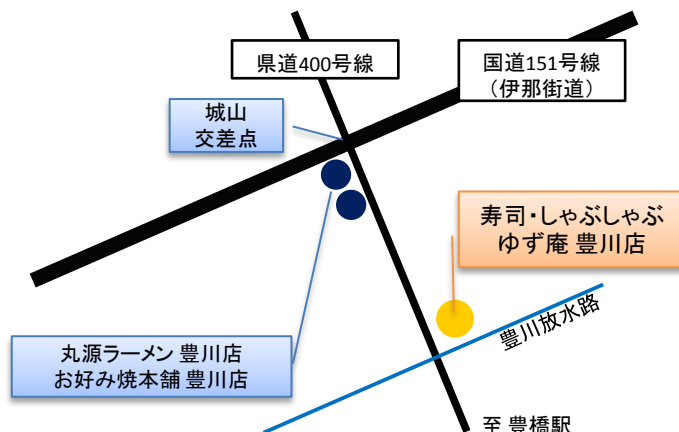 県道400号線
国道151号線
（伊那街道）
城山
交差点
寿司・しゃぶしゃぶ
ゆず庵 豊川店
豊川放水路
丸源ラーメン 豊川店
お好み焼本舗 豊川店
至 豊橋駅